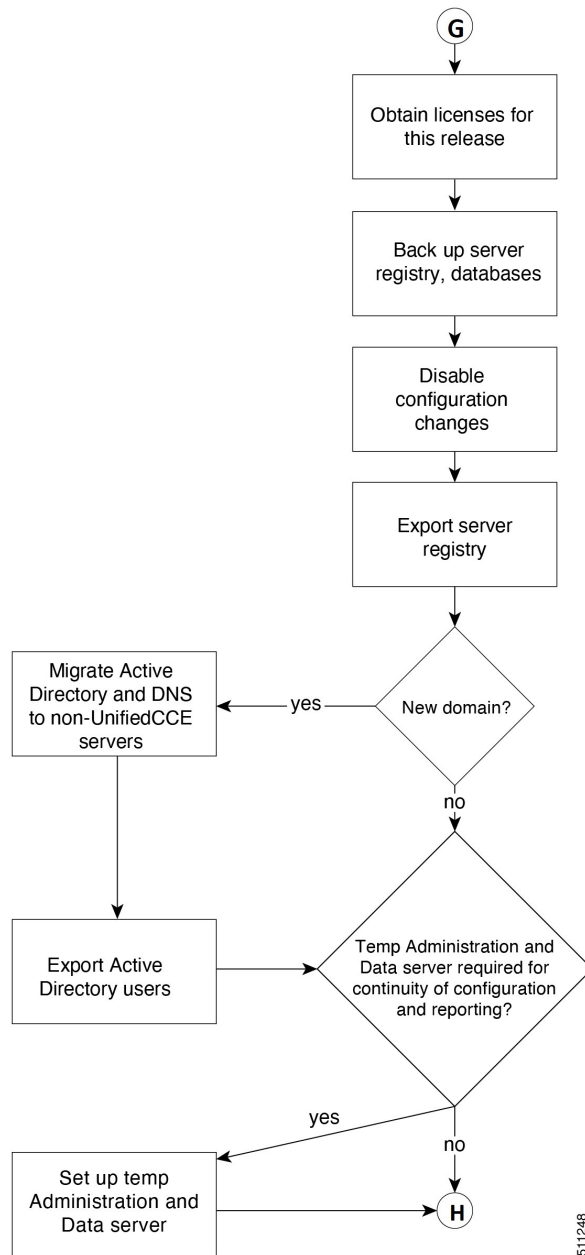 G
Obtain licenses for
this release
Back up server
registry, databases
Disable
configuration
changes
Export server
registry
New domain?
yes
Migrate Active
Directory and DNS
to non-UnifiedCCE
servers
no
Export Active
Directory users
Temp Administration and
Data server required for
continuity of configuration
and reporting?
yes
no
Set up temp
Administration and
Data server
H
511248